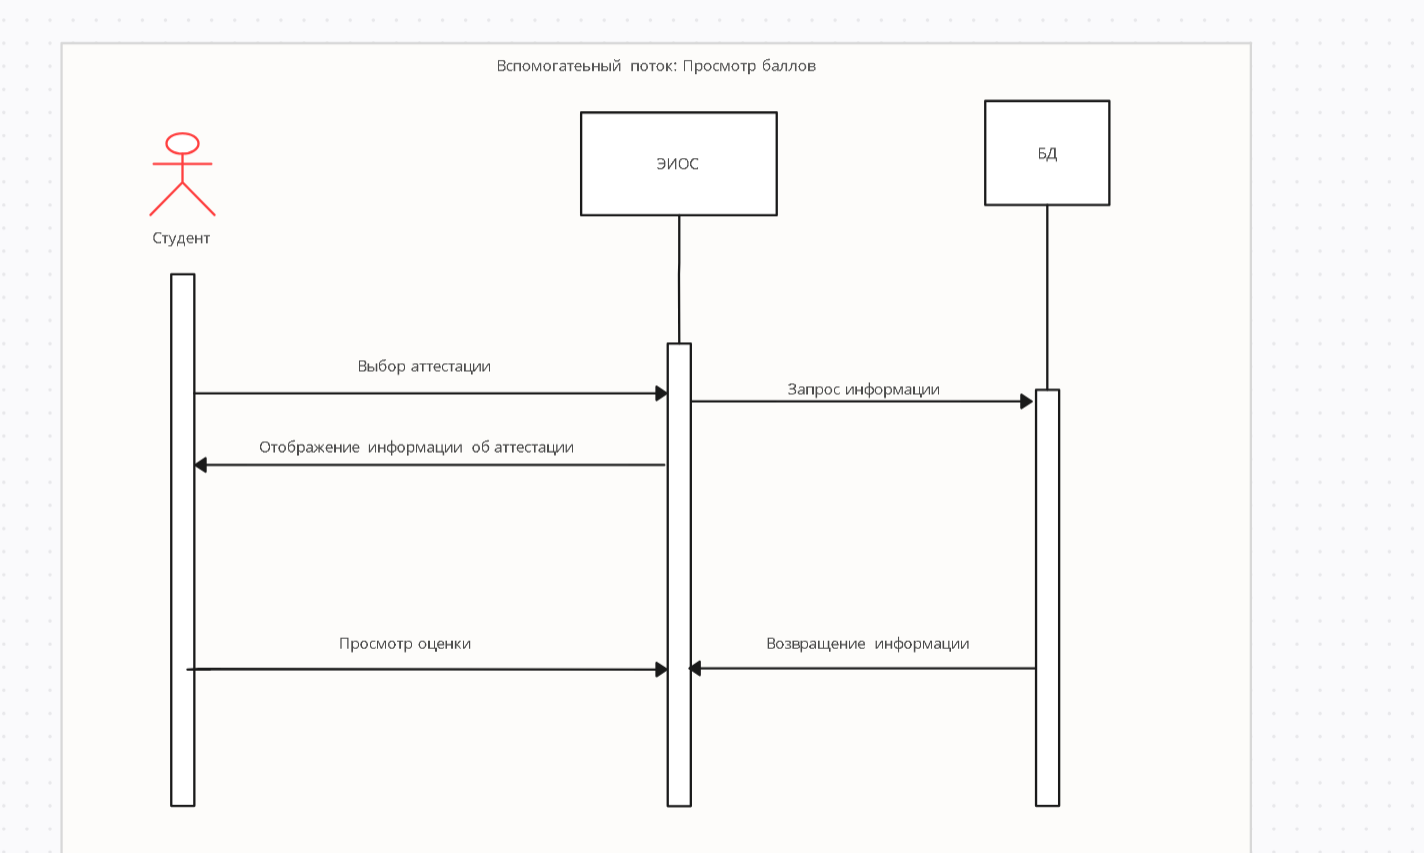 Вспомогатеьный поток: Просмотр баллов
ЭИОС
БД
Студент
Выбор аттестации
Запрос информации
Отображение информации об аттестации
Просмотр оценки
Возвращение информации